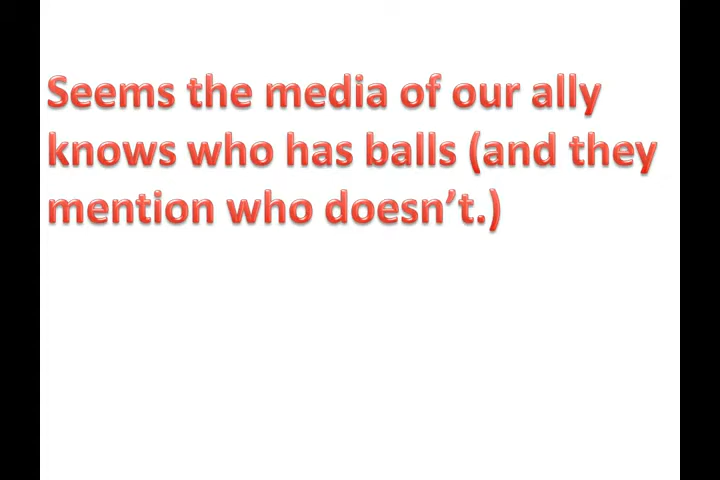 Seems the media of our ally
knows who has balls (and they
mention who doesn’t.)